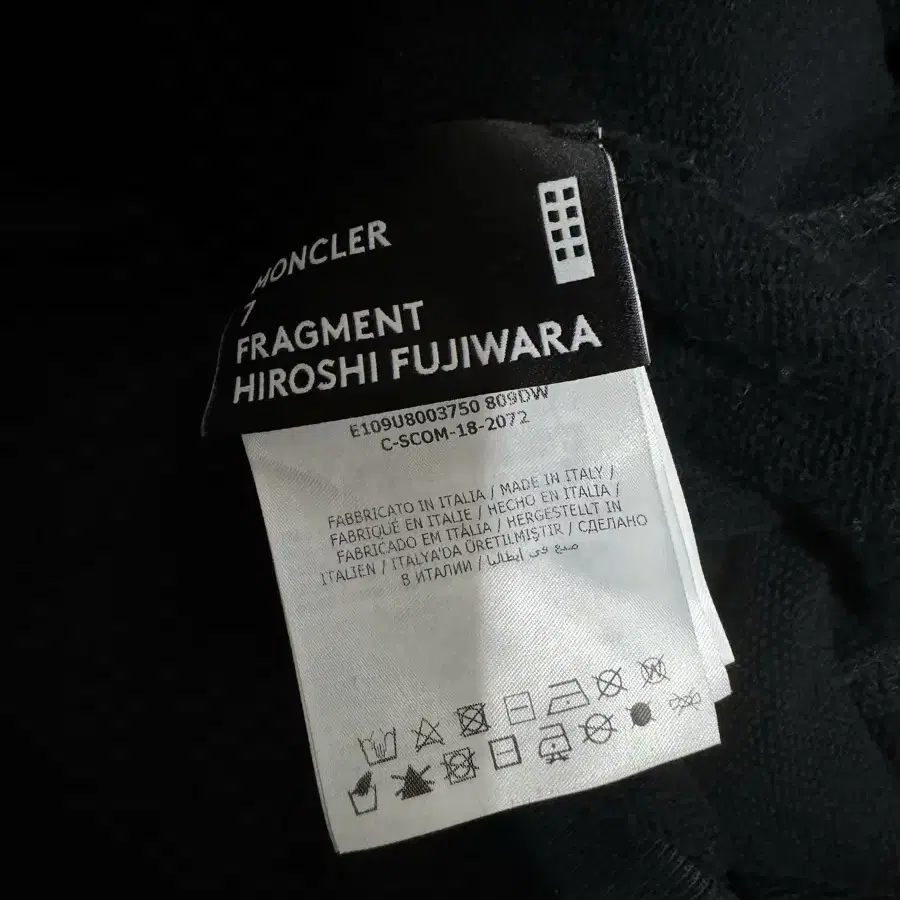 MONCLER
7
FRAGMENT
HIROSHI FUJIWARA
E109U8003750 809DW
C-SCOM-18-2072
FABBRICATO IN ITALIA / MADE IN ITALY /
FABRIQUÉ EN ITALIE / HECHO EN ITALIA /
FABRICADO EM ITÁLIA / HERGESTELLT IN
ITALIEN / ITALYA'DA ÜRETILMIŞTIR / СДЕЛАНО
В ИТАЛИИ / صنع في إيطاليا